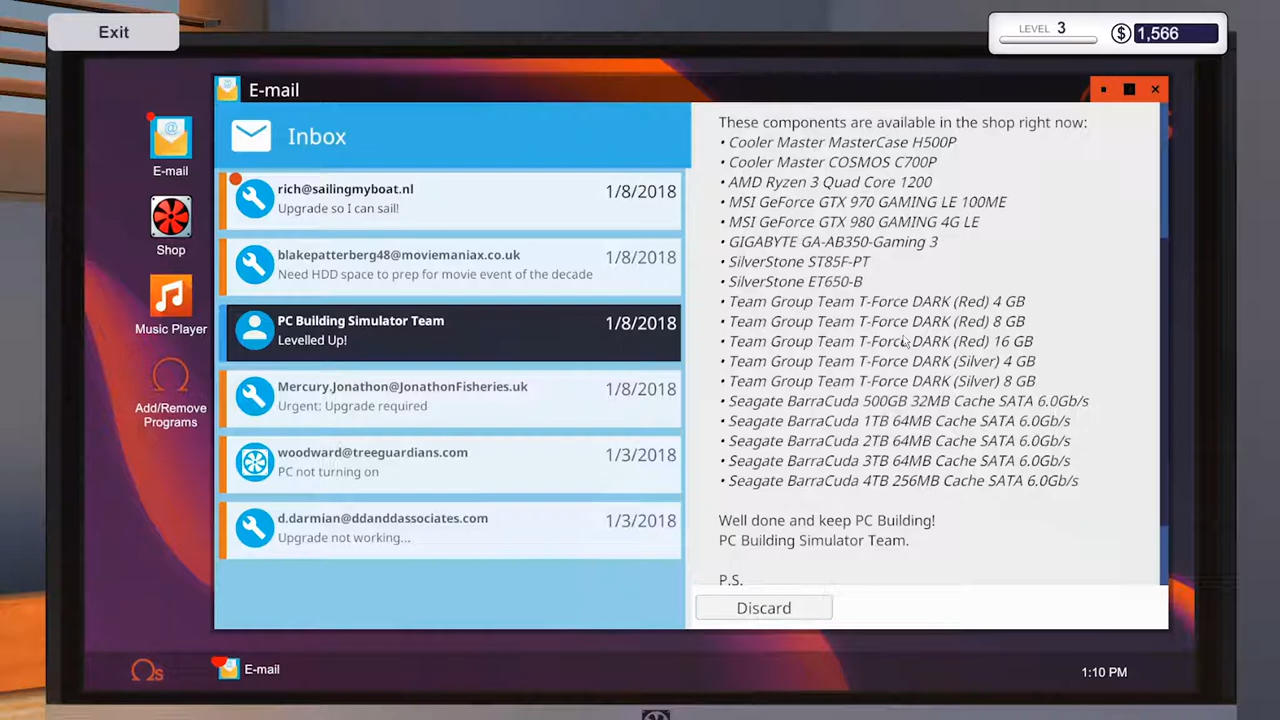 Exit
LEVEL 3
$ 1,566
E-mail
E-mail
Shop
Music Player
Add/Remove
Programs
Inbox
rich@sailingmyboat.nl
1/8/2018
Upgrade so I can sail!
blakepatterberg48@moviemaniax.co.uk
1/8/2018
Need HDD space to prep for movie event of the decade
PC Building Simulator Team
1/8/2018
Levelled Up!
Mercury.Jonathon@JonathonFisheries.uk
1/8/2018
Urgent: Upgrade required
woodward@treeguardians.com
1/3/2018
PC not turning on
d.darmian@ddanddassociates.com
1/3/2018
Upgrade not working...
These components are available in the shop right now:
• Cooler Master MasterCase H500P
• Cooler Master COSMOS C700P
• AMD Ryzen 3 Quad Core 1200
• MSI GeForce GTX 970 GAMING LE 100ME
• MSI GeForce GTX 980 GAMING 4G LE
• GIGABYTE GA-AB350-Gaming 3
• SilverStone ST85F-PT
• SilverStone ET650-B
• Team Group Team T-Force DARK (Red) 4 GB
• Team Group Team T-Force DARK (Red) 8 GB
• Team Group Team T-Force DARK (Red) 16 GB
• Team Group Team T-Force DARK (Silver) 4 GB
• Team Group Team T-Force DARK (Silver) 8 GB
• Seagate BarraCuda 500GB 32MB Cache SATA 6.0Gb/s
• Seagate BarraCuda 1TB 64MB Cache SATA 6.0Gb/s
• Seagate BarraCuda 2TB 64MB Cache SATA 6.0Gb/s
• Seagate BarraCuda 3TB 64MB Cache SATA 6.0Gb/s
• Seagate BarraCuda 4TB 256MB Cache SATA 6.0Gb/s
Well done and keep PC Building!
PC Building Simulator Team.
P.S.
Discard
Ωs
E-mail
1:10 PM